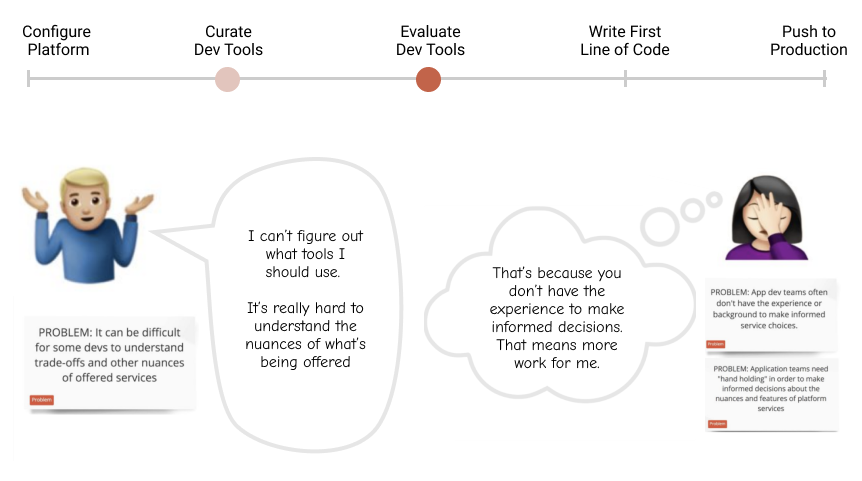 Configure
Platform
Curate
Dev Tools
Evaluate
Dev Tools
Write First
Line of Code
Push to
Production
I can't figure out
what tools I
should use.
It's really hard to
understand the
nuances of what's
being offered
That's because you
don't have the
experience to make
informed decisions.
That means more
work for me.
PROBLEM: It can be difficult
for some devs to understand
trade-offs and other nuances
of offered services
Problem
PROBLEM: App dev teams often
don't have the experience or
background to make informed
service choices.
Problem
PROBLEM: Application teams need
"hand holding" in order to make
informed decisions about the
nuances and features of platform
services
Problem